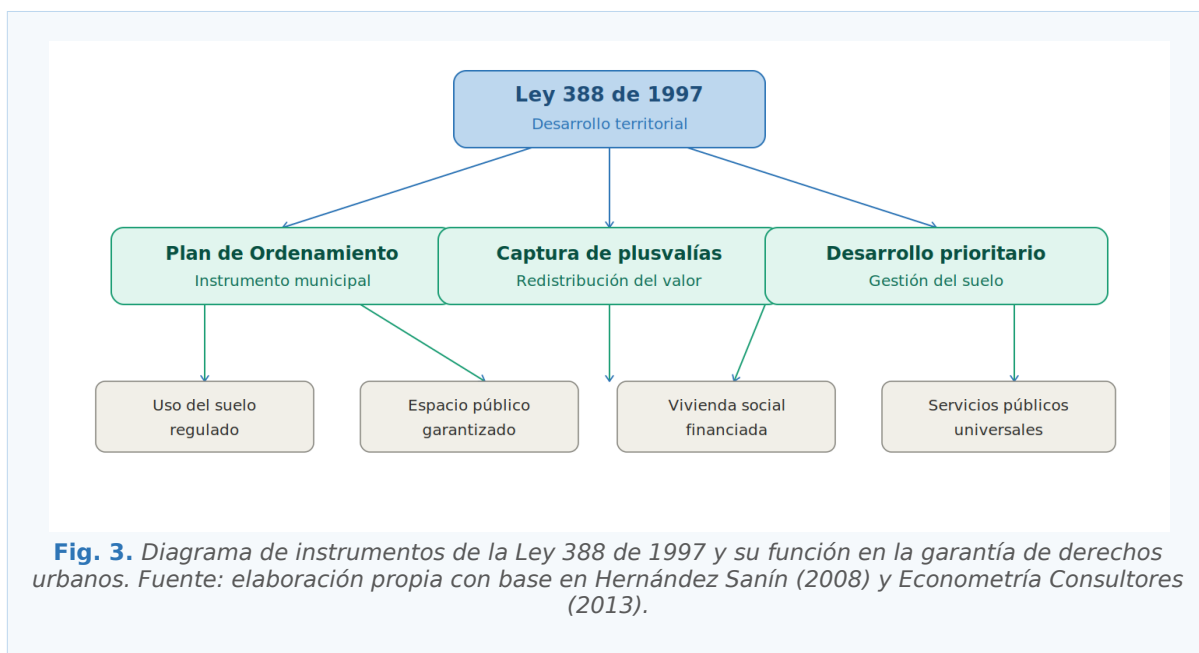 Ley 388 de 1997
Desarrollo territorial
Plan de Ordenamiento
Instrumento municipal
Captura de plusvalías
Redistribución del valor
Desarrollo prioritario
Gestión del suelo
Uso del suelo
regulado
Espacio público
garantizado
Vivienda social
financiada
Servicios públicos
universales
Fig. 3. Diagrama de instrumentos de la Ley 388 de 1997 y su función en la garantía de derechos
urbanos. Fuente: elaboración propia con base en Hernández Sanín (2008) y Econometría Consultores
(2013).